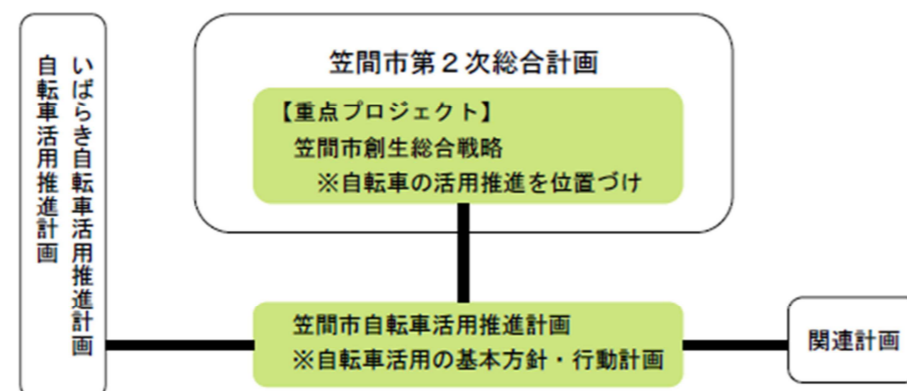 いばらき自転車活用推進計画
自転車活用推進計画
笠間市第２次総合計画
【重点プロジェクト】
笠間市創生総合戦略
※自転車の活用推進を位置づけ
笠間市自転車活用推進計画
※自転車活用の基本方針・行動計画
関連計画